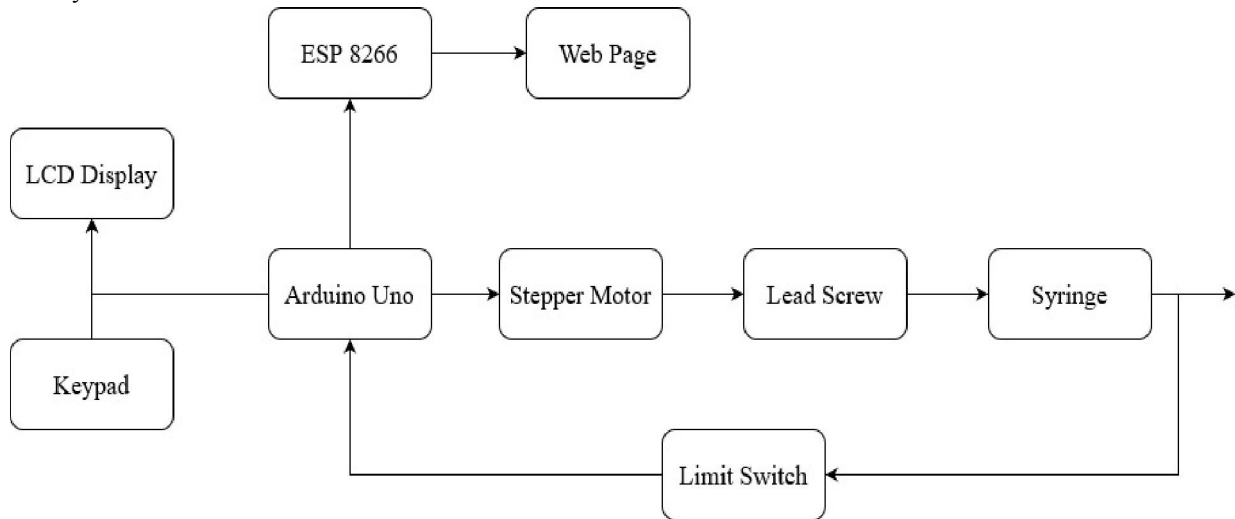 ESP 8266
Web Page
LCD Display
Arduino Uno
Stepper Motor
Lead Screw
Syringe
Keypad
Limit Switch